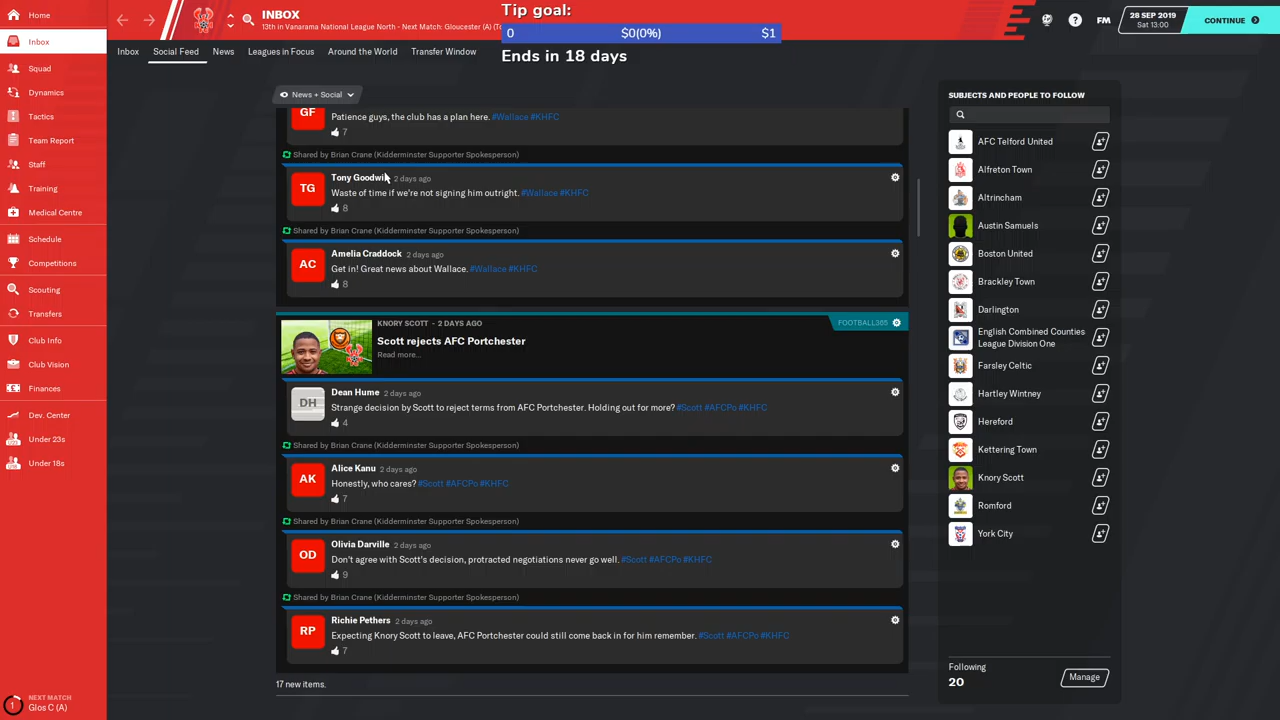 Home
Inbox
Squad
Dynamics
Tactics
Team Report
Staff
Training
Medical Centre
Schedule
Competitions
Scouting
Transfers
Club Info
Club Vision
Finances
Dev. Center
Under 23s
Under 18s
1
NEXT MATCH
Glos C (A)
INBOX
13th in Vanarama National League North - Next Match: Gloucester (A)
Tip goal:
0 $0(0%) $1
Ends in 18 days
? FM
28 SEP 2019
Sat 13:00
CONTINUE
Inbox Social Feed News Leagues in Focus Around the World Transfer Window
News + Social
GF
Patience guys, the club has a plan here. #Wallace #KHFC
7
Shared by Brian Crane (Kidderminster Supporter Spokesperson)
TG
Tony Goodwi 2 days ago
Waste of time if we're not signing him outright. #Wallace #KHFC
8
Shared by Brian Crane (Kidderminster Supporter Spokesperson)
AC
Amelia Craddock 2 days ago
Get in! Great news about Wallace. #Wallace #KHFC
8
KNORY SCOTT - 2 DAYS AGO
FOOTBALL365
Scott rejects AFC Portchester
Read more...
DH
Dean Hume 2 days ago
Strange decision by Scott to reject terms from AFC Portchester. Holding out for more? #Scott #AFCPo #KHFC
4
Shared by Brian Crane (Kidderminster Supporter Spokesperson)
AK
Alice Kanu 2 days ago
Honestly, who cares? #Scott #AFCPo #KHFC
7
Shared by Brian Crane (Kidderminster Supporter Spokesperson)
OD
Olivia Darville 2 days ago
Don't agree with Scott's decision, protracted negotiations never go well. #Scott #AFCPo #KHFC
9
Shared by Brian Crane (Kidderminster Supporter Spokesperson)
RP
Richie Pethers 2 days ago
Expecting Knory Scott to leave, AFC Portchester could still come back in for him remember. #Scott #AFCPo #KHFC
7
17 new items.
SUBJECTS AND PEOPLE TO FOLLOW
AFC Telford United
Alfreton Town
Altrincham
Austin Samuels
Boston United
Brackley Town
Darlington
English Combined Counties
League Division One
Farsley Celtic
Hartley Wintney
Hereford
Kettering Town
Knory Scott
Romford
York City
Following
20
Manage